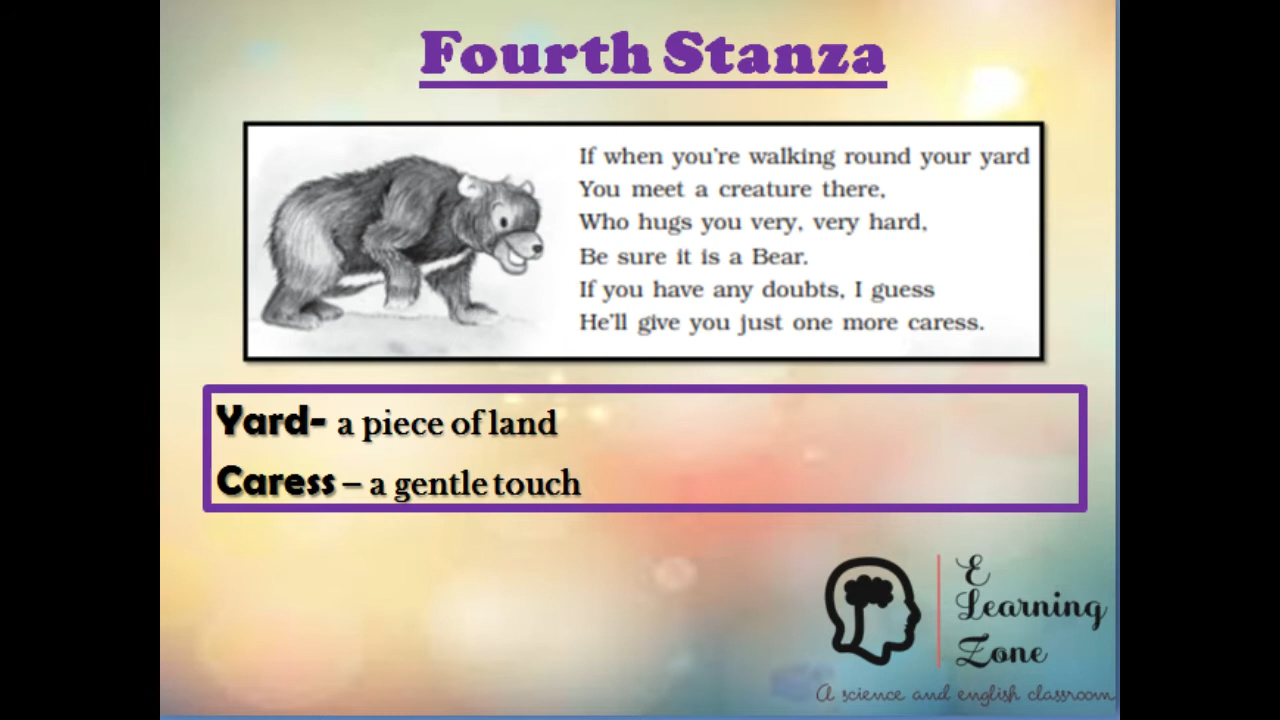 Fourth Stanza
If when you're walking round your yard
You meet a creature there,
Who hugs you very, very hard,
Be sure it is a Bear.
If you have any doubts, I guess
He'll give you just one more caress.
Yard- a piece of land
Caress – a gentle touch
E
Learning
Zone
A science and english classroom